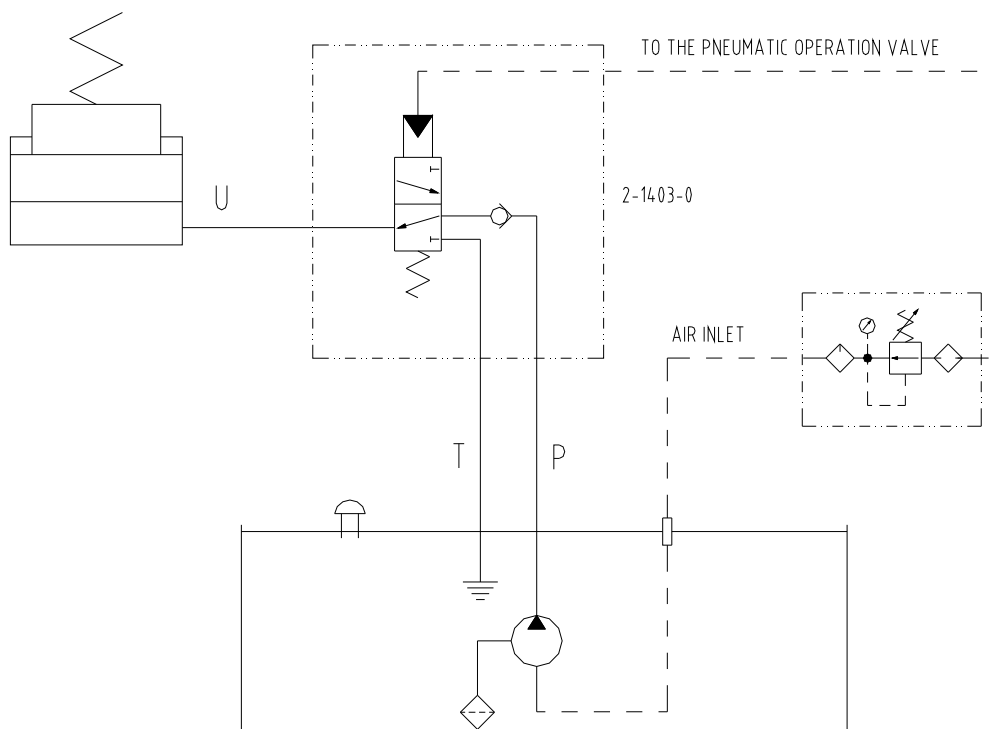 TO THE PNEUMATIC OPERATION VALVE
U
2-1403-0
AIR INLET
T
P